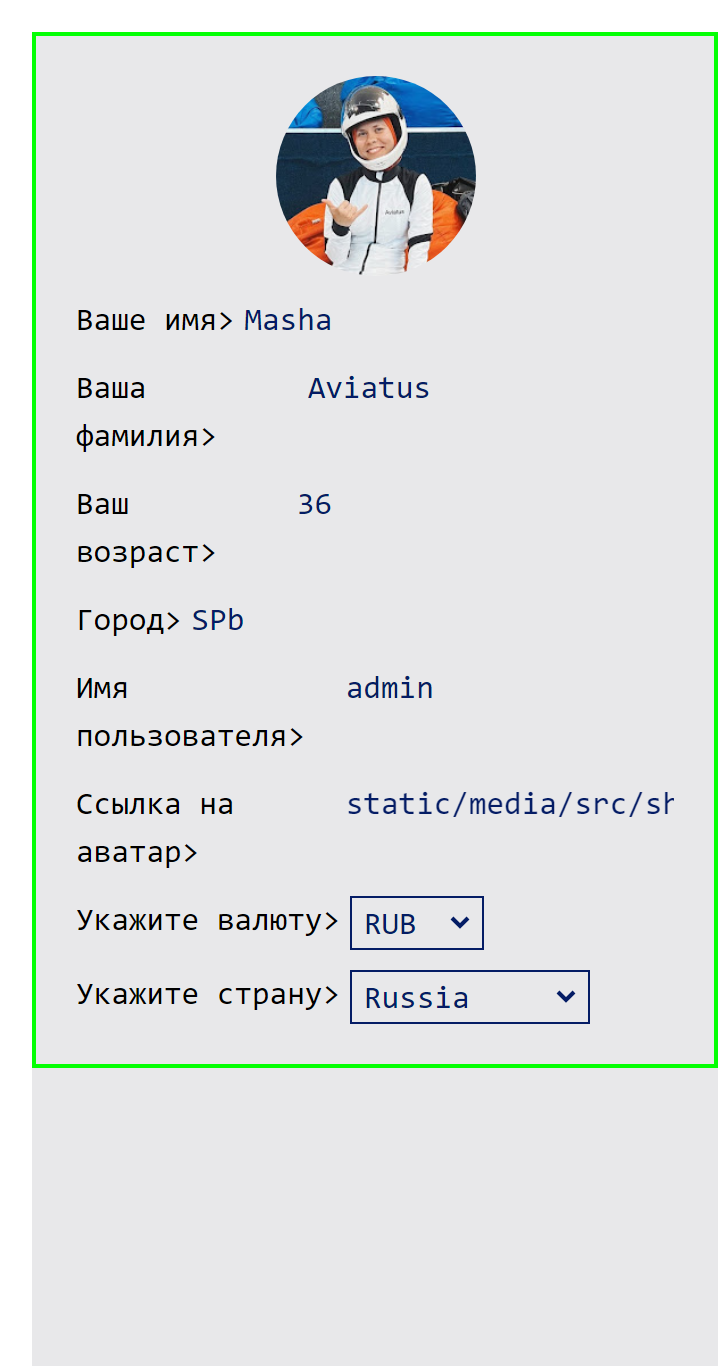 Aviatus
Ваше имя> Masha
Ваша Aviatus
фамилия>
Ваш 36
возраст>
Город> SPb
Имя admin
пользователя>
Ссылка на static/media/src/sh
аватар>
Укажите валюту> RUB
Укажите страну> Russia